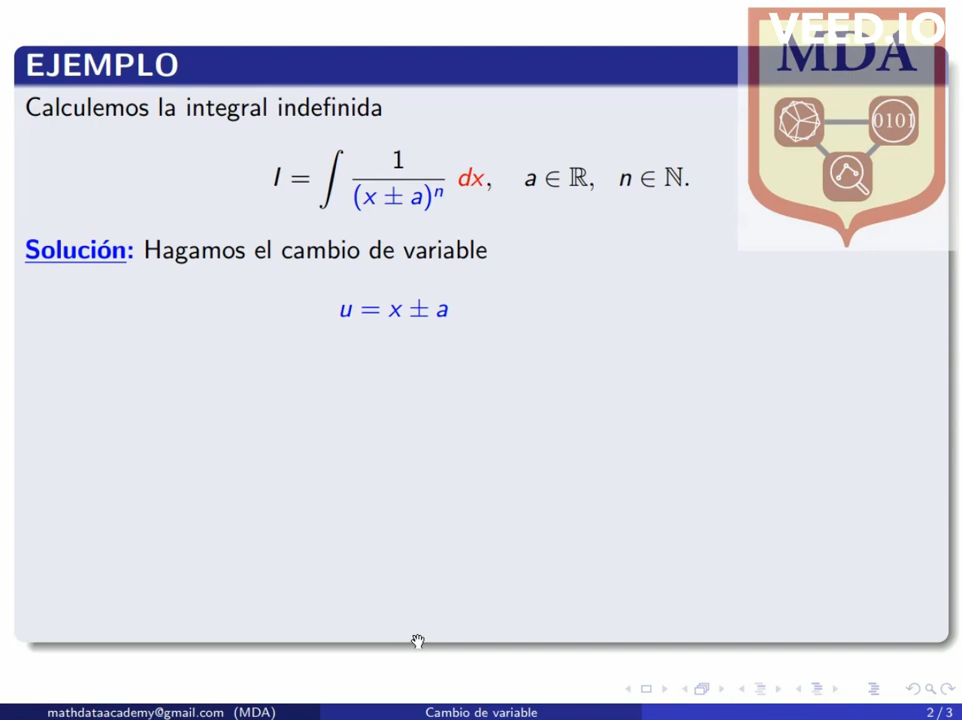 VEED.IO
MDA
0101
EJEMPLO
Calculemos la integral indefinida
I = ∫ 1/(x ± a)ⁿ dx, a ∈ ℝ, n ∈ ℕ.
Solución: Hagamos el cambio de variable
u = x ± a
mathdataacademy@gmail.com (MDA) Cambio de variable 2 / 3